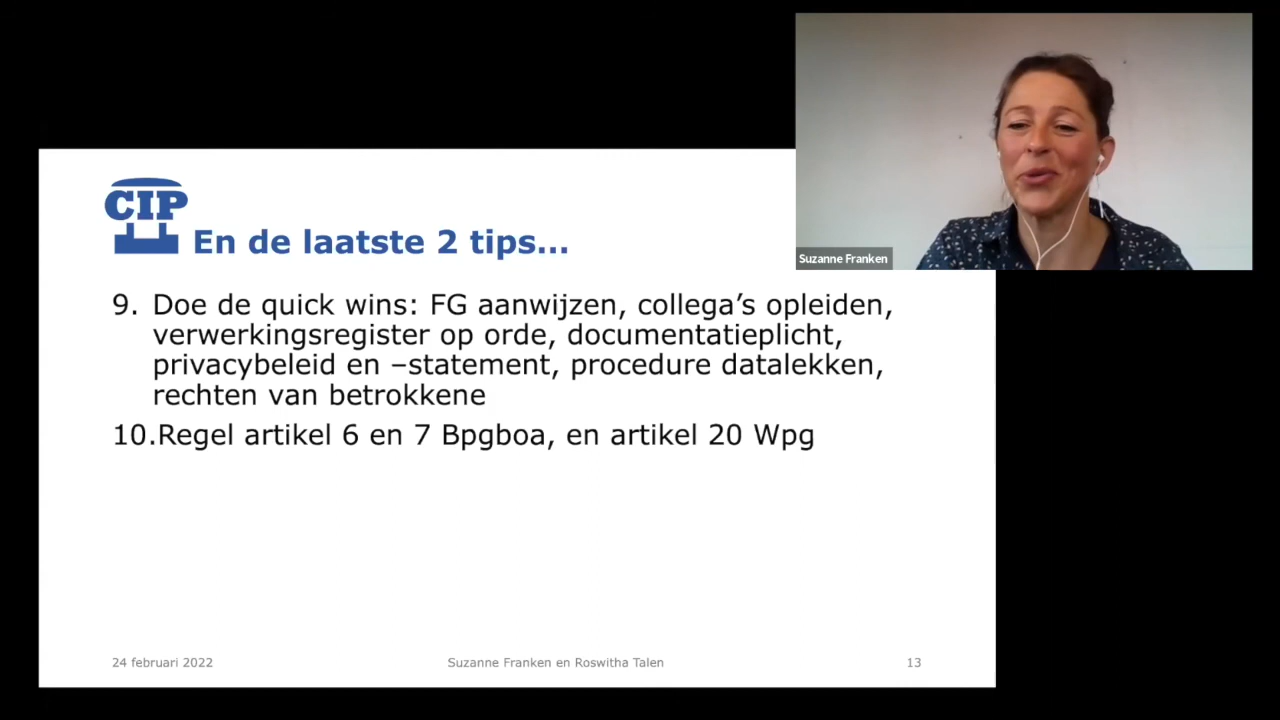 Suzanne Franken
CIP
En de laatste 2 tips...
9. Doe de quick wins: FG aanwijzen, collega’s opleiden,
verwerkingsregister op orde, documentatieplicht,
privacybeleid en –statement, procedure datalekken,
rechten van betrokkene
10.Regel artikel 6 en 7 Bpgboa, en artikel 20 Wpg
24 februari 2022
Suzanne Franken en Roswitha Talen
13